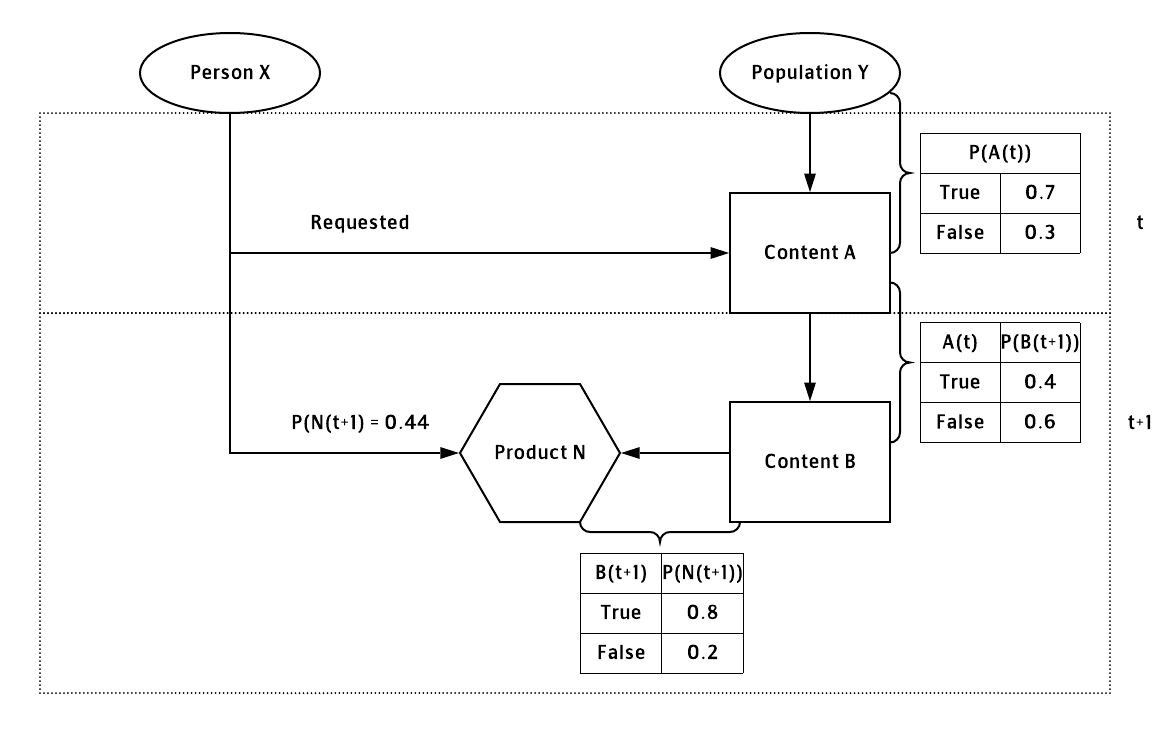 Person X
Population Y
P(A(t))
True 0.7
False 0.3
t
Requested
Content A
A(t) P(B(t+1))
True 0.4
False 0.6
t+1
P(N(t+1) = 0.44
Product N
Content B
B(t+1) P(N(t+1))
True 0.8
False 0.2